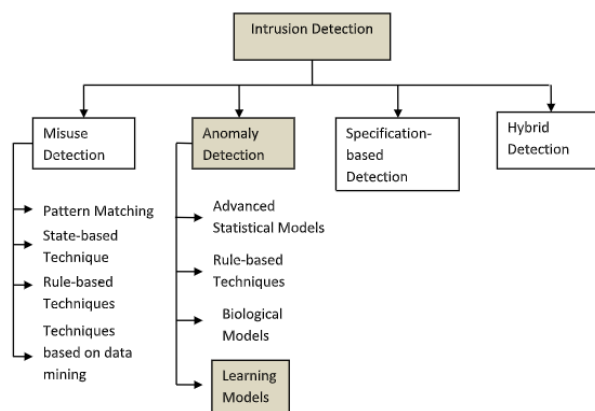 Intrusion Detection
Misuse
Detection
Anomaly
Detection
Specification-
based
Detection
Hybrid
Detection
Pattern Matching
State-based
Technique
Rule-based
Techniques
Techniques
based on data
mining
Advanced
Statistical Models
Rule-based
Techniques
Biological
Models
Learning
Models